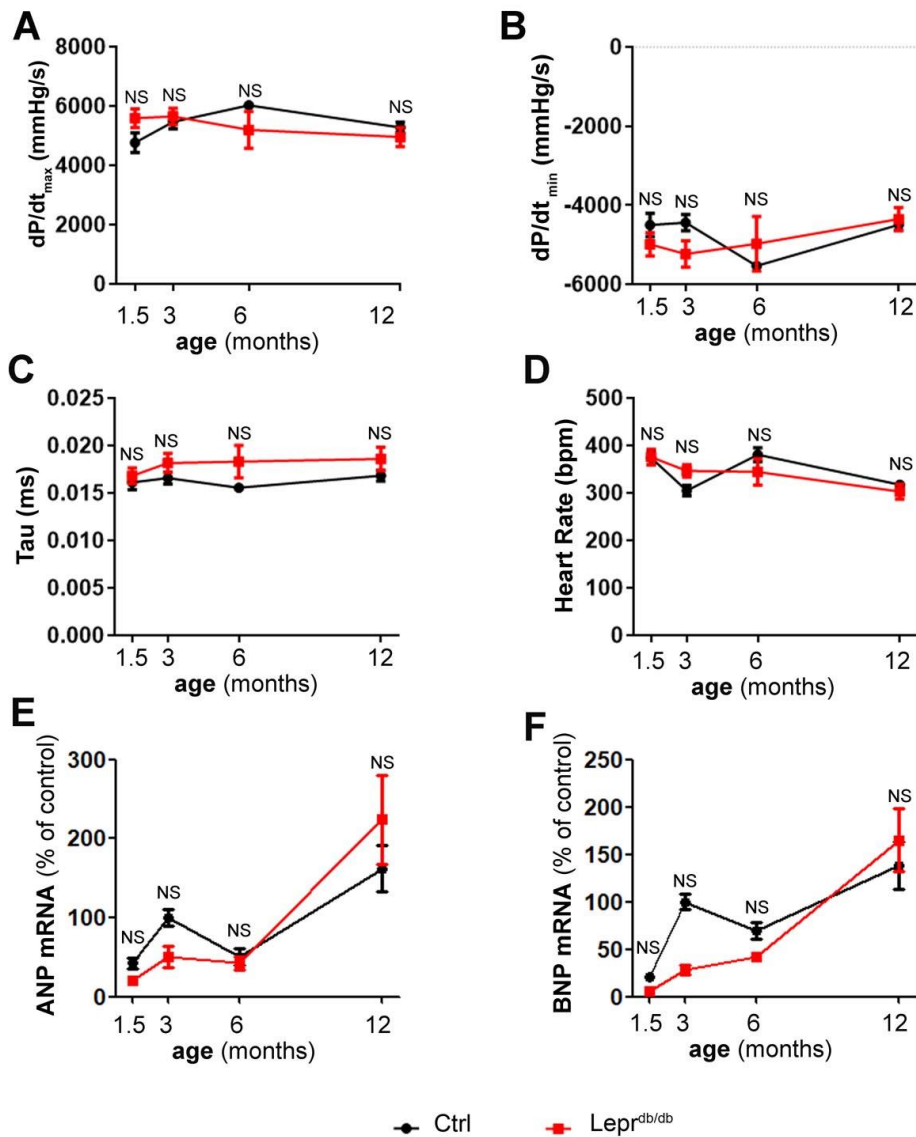 A
dP/dtmax (mmHg/s)
8000
6000
4000
2000
0
NS
NS
NS
NS
1.5
3
6
12
age (months)
B
dP/dt min (mmHg/s)
0
-2000
-4000
-6000
NS
NS
NS
NS
1.5
3
6
12
age (months)
C
Tau (ms)
0.025
0.020
0.015
0.010
0.005
0.000
NS
NS
NS
NS
1.5
3
6
12
age (months)
D
Heart Rate (bpm)
500
400
300
200
100
0
NS
NS
NS
NS
1.5
3
6
12
age (months)
E
ANP mRNA (% of control)
300
200
100
0
NS
NS
NS
NS
1.5
3
6
12
age (months)
F
BNP mRNA (% of control)
250
200
150
100
50
0
NS
NS
NS
NS
1.5
3
6
12
age (months)
Ctrl
Leprdb/db